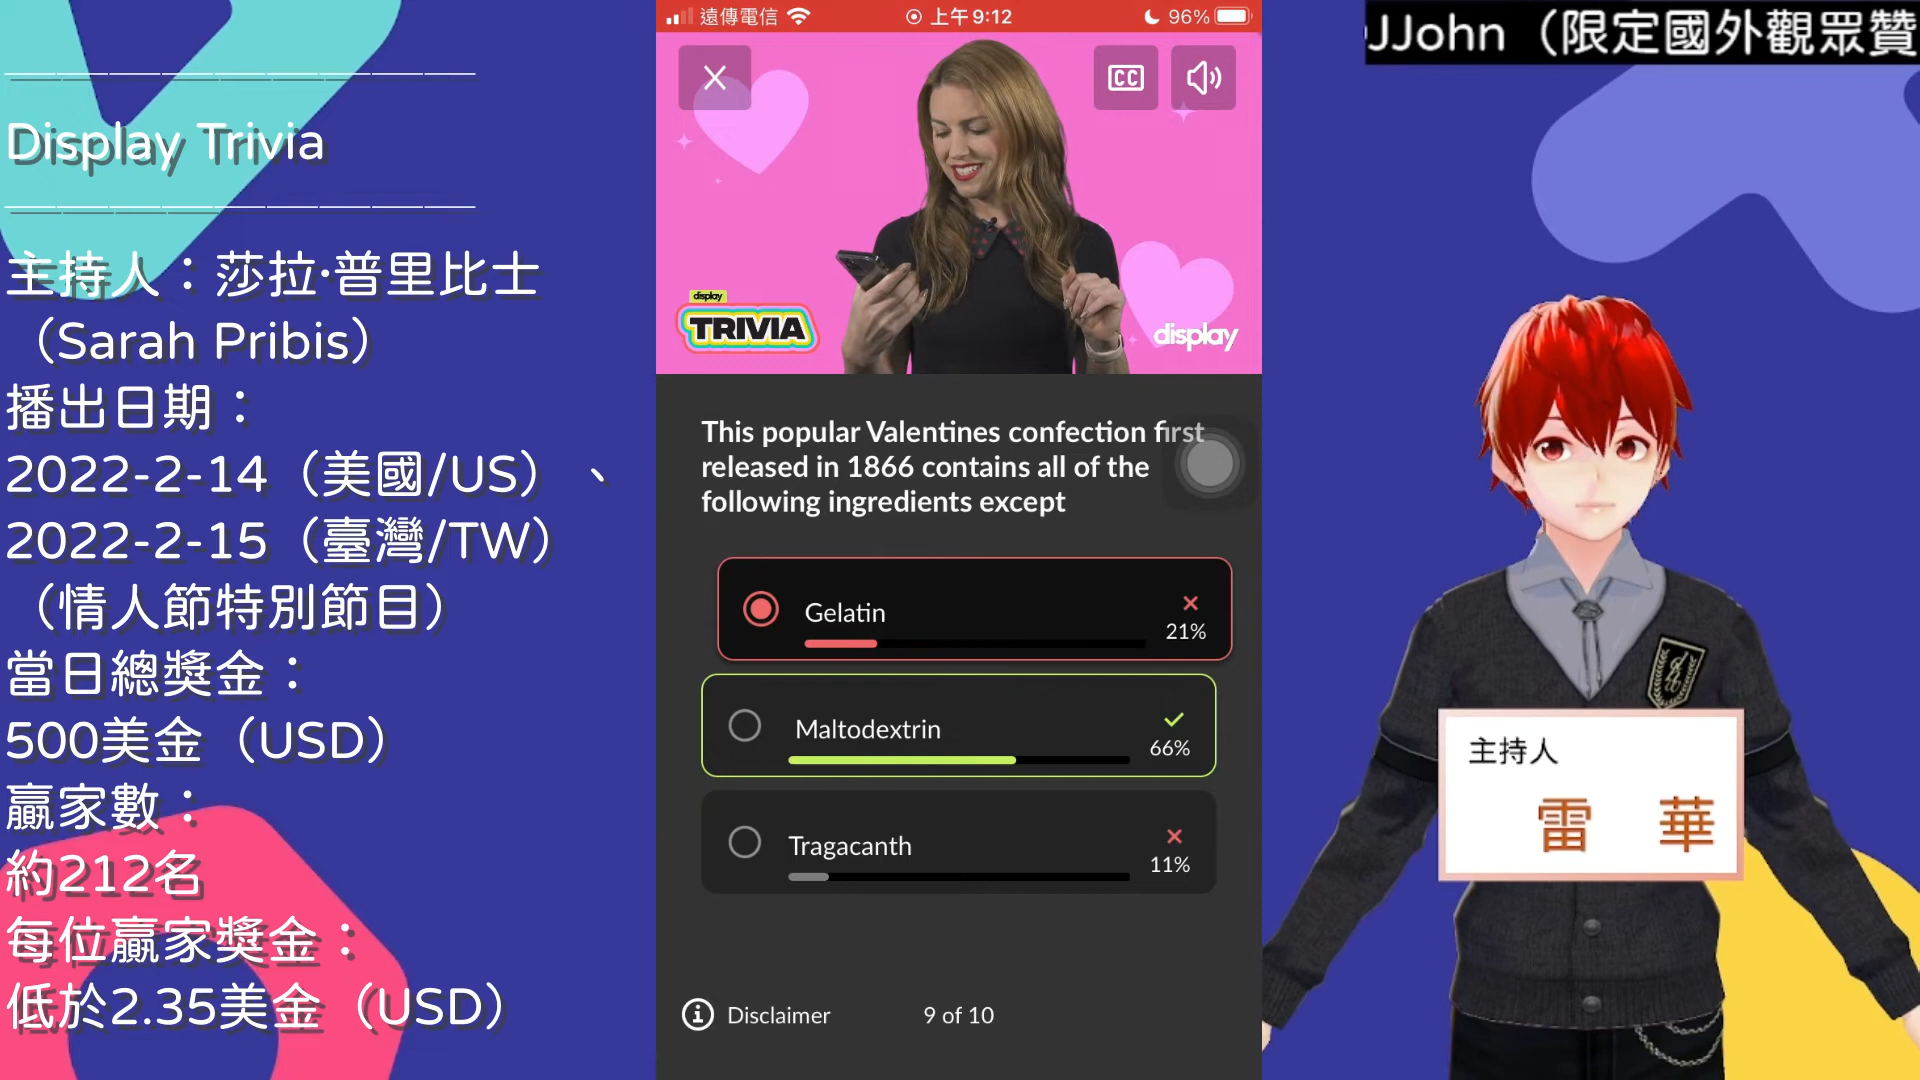 Display Trivia
主持人：莎拉·普里比士
（Sarah Pribis）
播出日期：
2022-2-14（美國/US）、
2022-2-15（臺灣/TW）
（情人節特別節目）
當日總獎金：
500美金（USD）
贏家數：
約212名
每位贏家獎金：
低於2.35美金（USD）
遠傳電信
上午9:12
96%
CC
display
TRIVIA
display
This popular Valentines confection first
released in 1866 contains all of the
following ingredients except
Gelatin
21%
Maltodextrin
66%
Tragacanth
11%
Disclaimer
9 of 10
JJohn（限定國外觀眾贊
主持人
雷 華